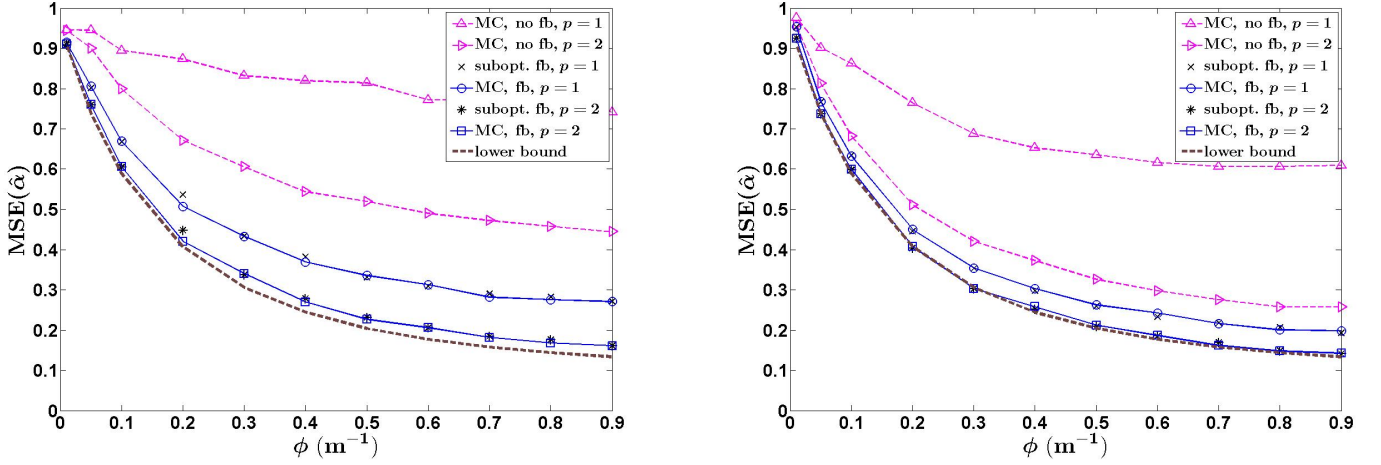 1
0.9
0.8
0.7
0.6
0.5
0.4
0.3
0.2
0.1
0
MSE(α̂)
0 0.1 0.2 0.3 0.4 0.5 0.6 0.7 0.8 0.9
ϕ (m⁻¹)
MC, no fb, p = 1
MC, no fb, p = 2
subopt. fb, p = 1
MC, fb, p = 1
subopt. fb, p = 2
MC, fb, p = 2
lower bound
1
0.9
0.8
0.7
0.6
0.5
0.4
0.3
0.2
0.1
0
MSE(α̂)
0 0.1 0.2 0.3 0.4 0.5 0.6 0.7 0.8 0.9
ϕ (m⁻¹)
MC, no fb, p = 1
MC, no fb, p = 2
subopt. fb, p = 1
MC, fb, p = 1
subopt. fb, p = 2
MC, fb, p = 2
lower bound